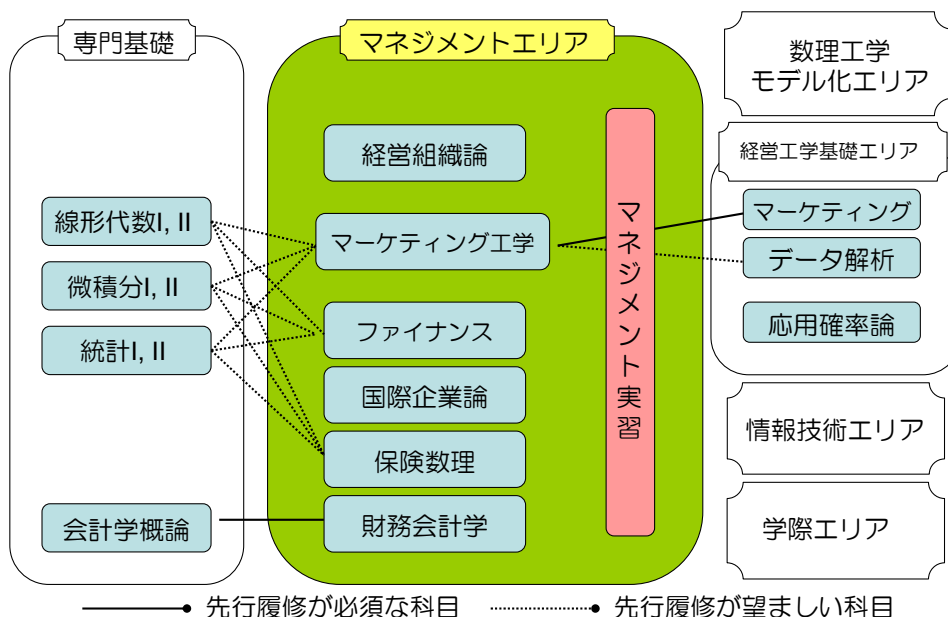 専門基礎
線形代数I, II
微積分I, II
統計I, II
会計学概論
マネジメントエリア
経営組織論
マーケティング工学
ファイナンス
国際企業論
保険数理
財務会計学
マネジメント実習
数理工学
モデル化エリア
経営工学基礎エリア
マーケティング
データ解析
応用確率論
情報技術エリア
学際エリア
先行履修が必須な科目
先行履修が望ましい科目